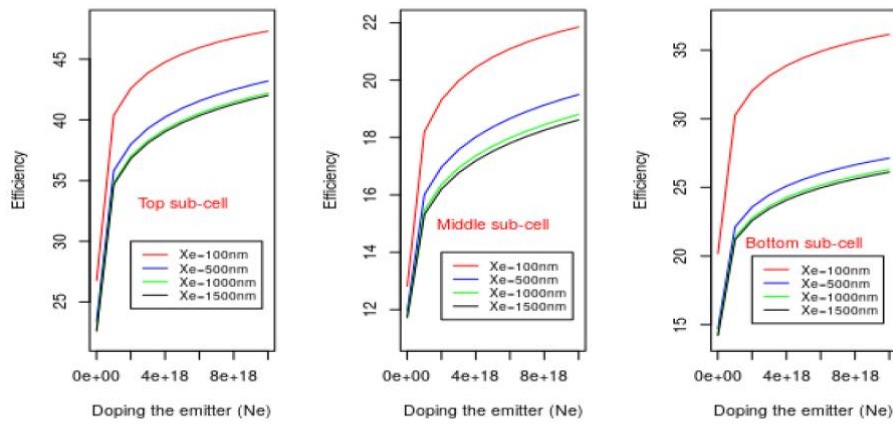 Efficiency
45
40
35
30
25
Top sub-cell
Xe=100nm
Xe=500nm
Xe=1000nm
Xe=1500nm
0e+00 4e+18 8e+18
Doping the emitter (Ne)
Efficiency
22
20
18
16
14
12
Middle sub-cell
Xe=100nm
Xe=500nm
Xe=1000nm
Xe=1500nm
0e+00 4e+18 8e+18
Doping the emitter (Ne)
Efficiency
35
30
25
20
15
Bottom sub-cell
Xe=100nm
Xe=500nm
Xe=1000nm
Xe=1500nm
0e+00 4e+18 8e+18
Doping the emitter (Ne)